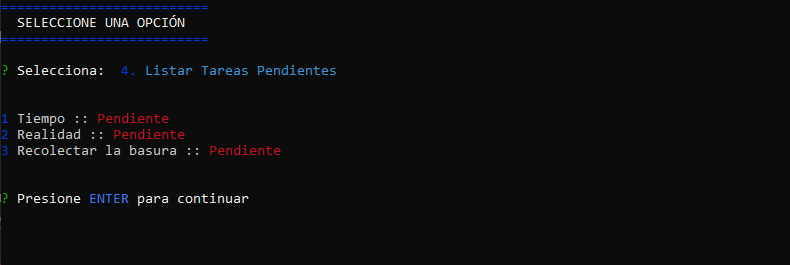 ==========================
SELECCIONE UNA OPCIÓN
==========================
? Selecciona: 4. Listar Tareas Pendientes
1 Tiempo :: Pendiente
2 Realidad :: Pendiente
3 Recolectar la basura :: Pendiente
? Presione ENTER para continuar